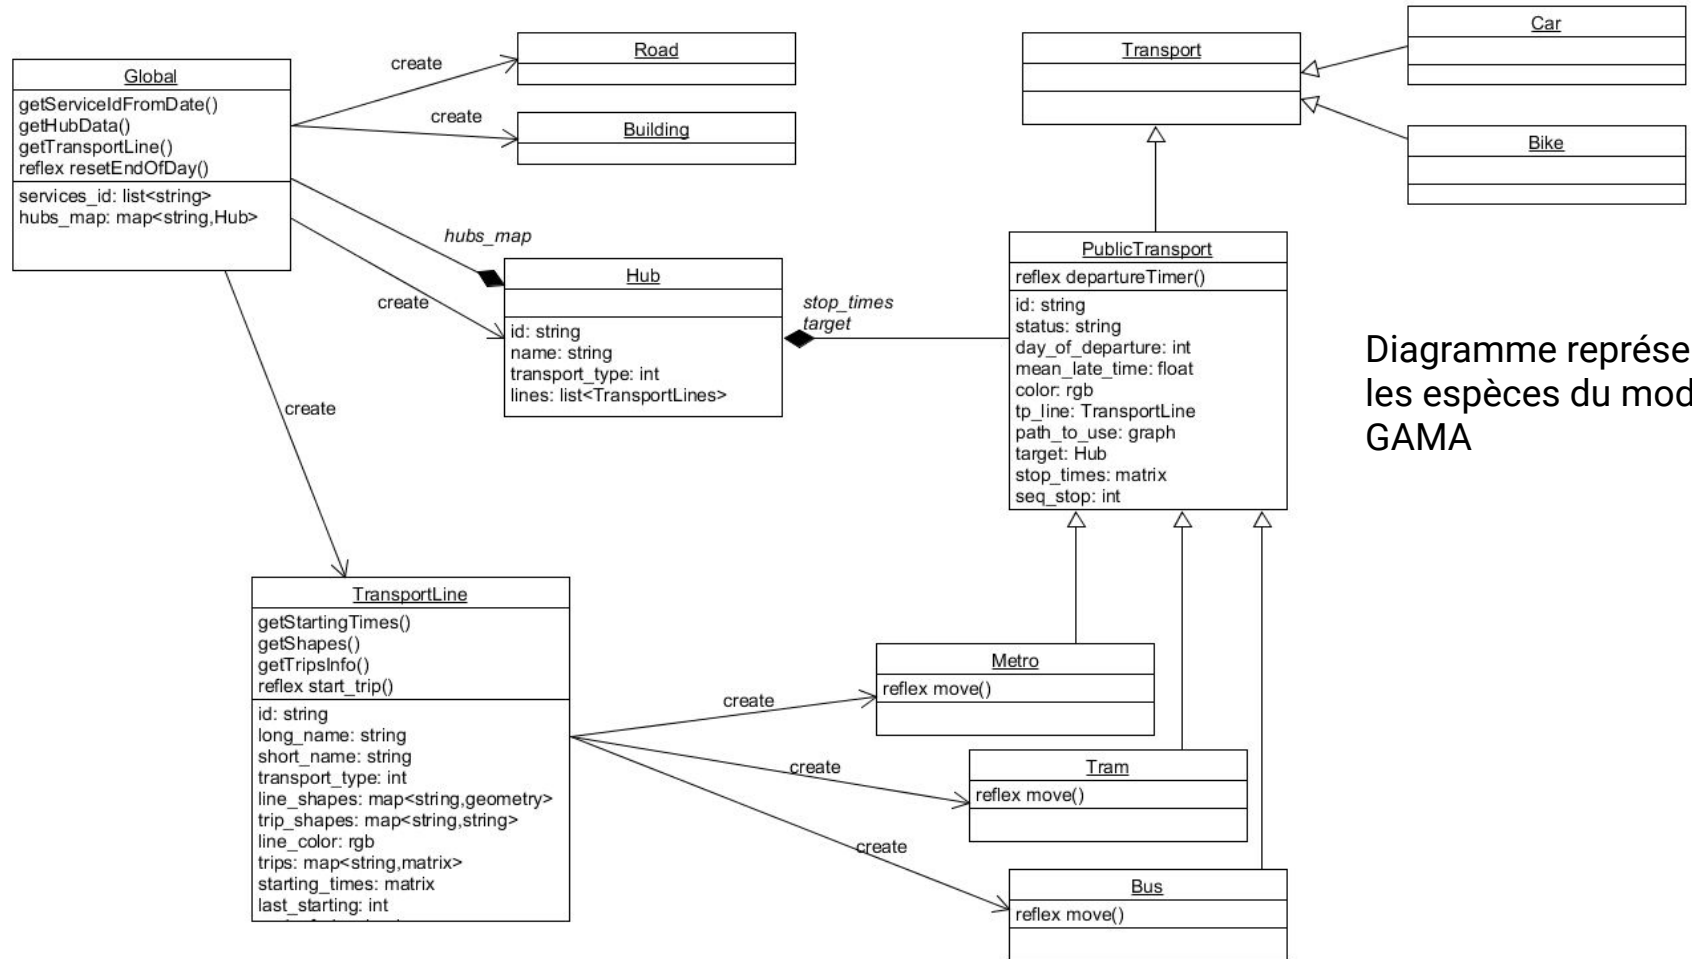 Global
getServiceIdFromDate()
getHubData()
getTransportLine()
reflex resetEndOfDay()
services_id: list<string>
hubs_map: map<string,Hub>
create
Road
create
Building
hubs_map
create
Hub
id: string
name: string
transport_type: int
lines: list<TransportLines>
stop_times
target
Transport
Car
Bike
PublicTransport
reflex departureTimer()
id: string
status: string
day_of_departure: int
mean_late_time: float
color: rgb
tp_line: TransportLine
path_to_use: graph
target: Hub
stop_times: matrix
seq_stop: int
Diagramme représe
les espèces du mod
GAMA
create
TransportLine
getStartingTimes()
getShapes()
getTripsInfo()
reflex start_trip()
id: string
long_name: string
short_name: string
transport_type: int
line_shapes: map<string,geometry>
trip_shapes: map<string,string>
line_color: rgb
trips: map<string,matrix>
starting_times: matrix
last_starting: int
create
Metro
reflex move()
create
Tram
reflex move()
create
Bus
reflex move()